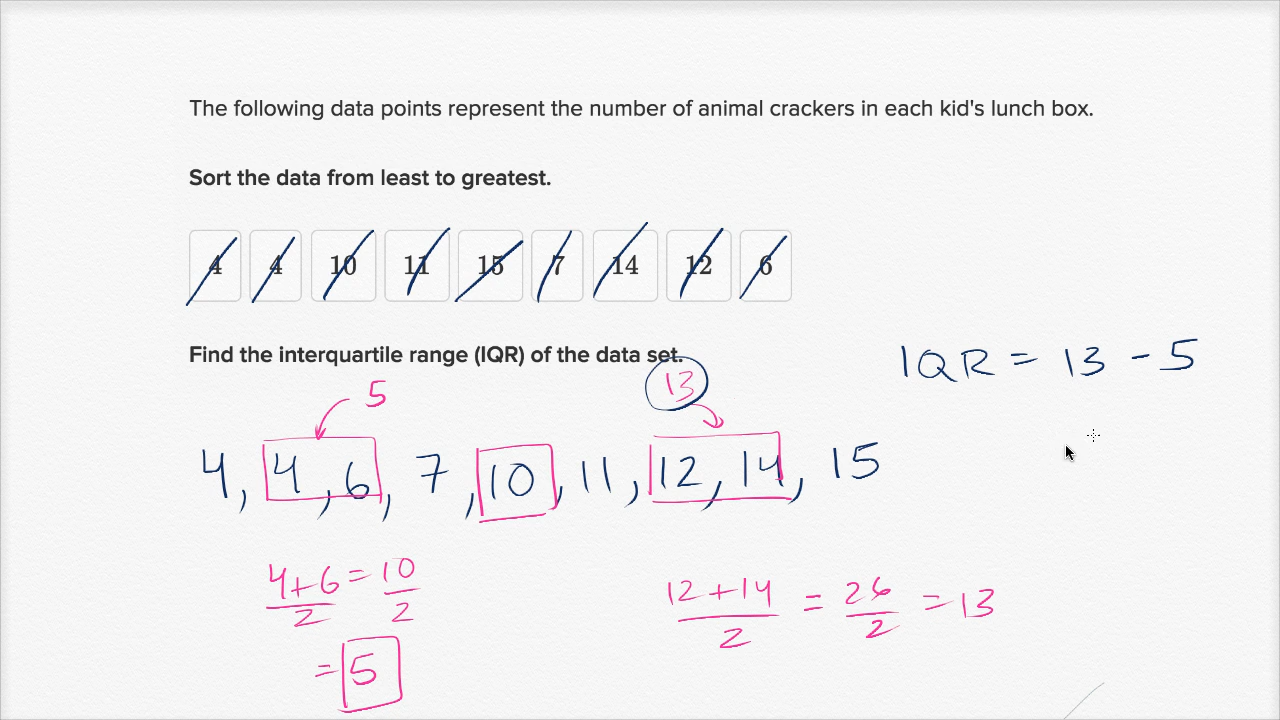 The following data points represent the number of animal crackers in each kid's lunch box.
Sort the data from least to greatest.
4 4 10 11 15 7 14 12 6
Find the interquartile range (IQR) of the data set.
IQR = 13 - 5
5 13
4, 4, 6, 7, 10, 11, 12, 14, 15
4+6 = 10
2 2
= 5
12+14 = 26 = 13
2 2